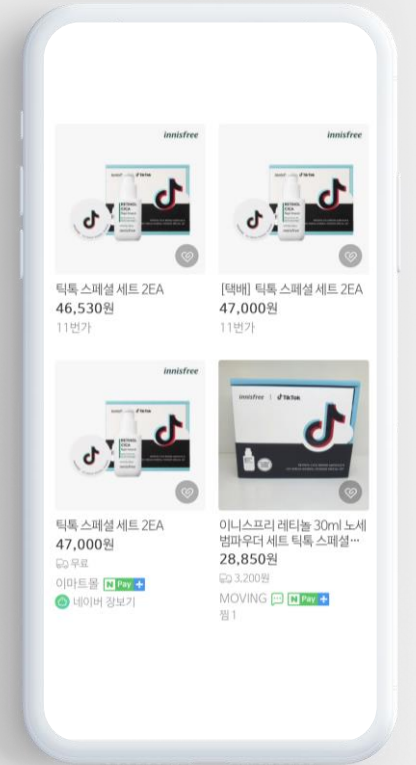 innisfree
틱톡 스페셜 세트 2EA
46,530원
11번가
innisfree
[택배] 틱톡 스페셜 세트 2EA
47,000원
11번가
innisfree
틱톡 스페셜 세트 2EA
47,000원
무료
이마트몰 N Pay +
네이버 장보기
innisfree | TikTok
이니스프리 레티놀 30ml 노세
범파우더 세트 틱톡 스페셜…
28,850원
3,200원
MOVING N Pay +
찜 1